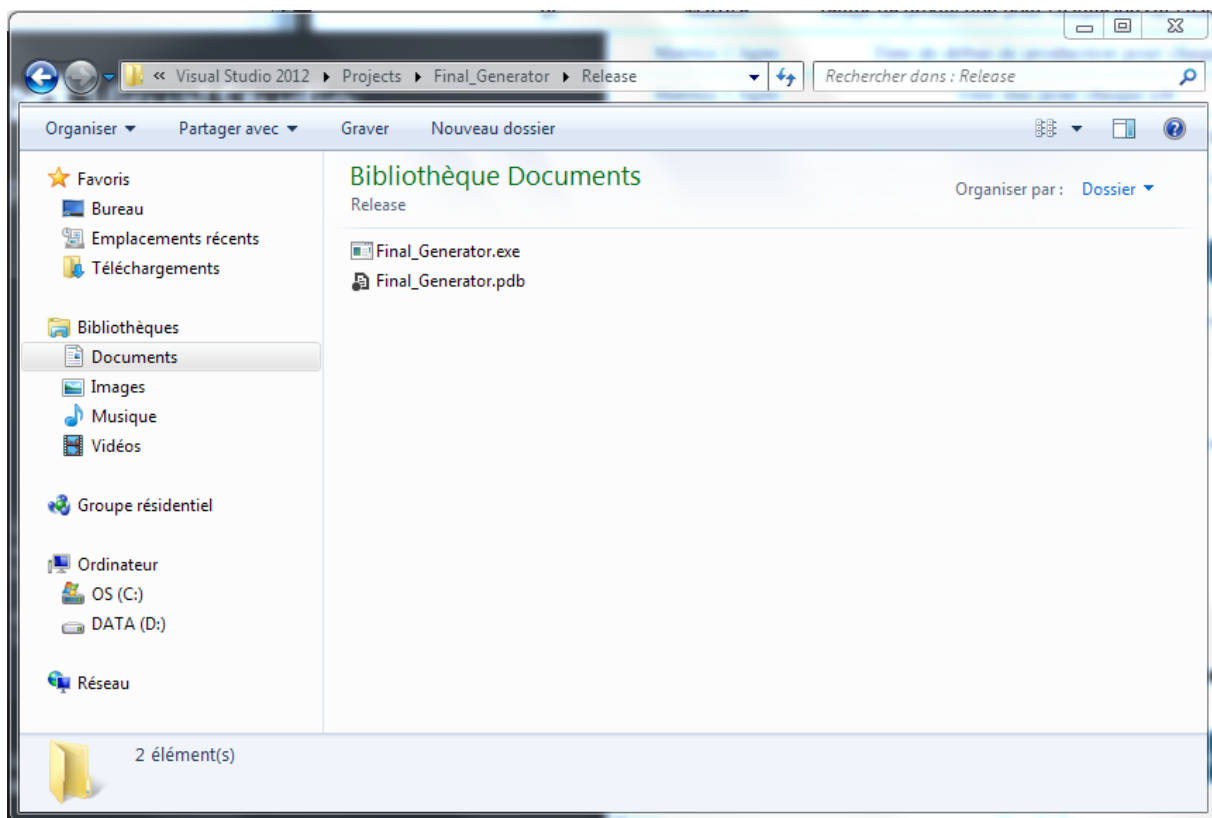 « Visual Studio 2012 Projects Final_Generator Release Rechercher dans : Release
Organiser Partager avec Graver Nouveau dossier
Favoris
Bureau
Emplacements récents
Téléchargements
Bibliothèques
Documents
Images
Musique
Vidéos
Groupe résidentiel
Ordinateur
OS (C:)
DATA (D:)
Réseau
Bibliothèque Documents
Release
Organiser par : Dossier
Final_Generator.exe
Final_Generator.pdb
2 élément(s)